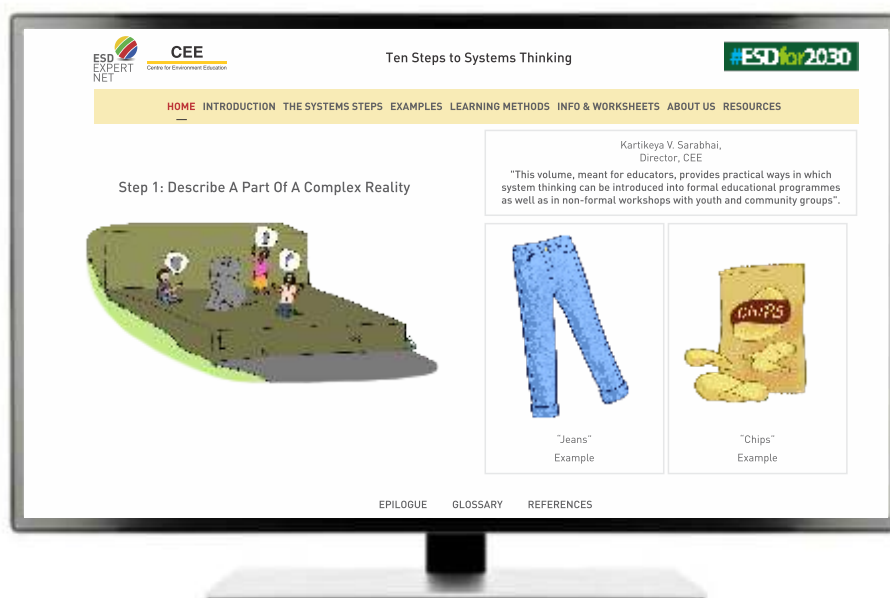 ESD
EXPERT
NET
CEE
Centre for Environment Education
Ten Steps to Systems Thinking
#ESDfor2030
HOME INTRODUCTION THE SYSTEMS STEPS EXAMPLES LEARNING METHODS INFO & WORKSHEETS ABOUT US RESOURCES
Step 1: Describe A Part Of A Complex Reality
Kartikeya V. Sarabhai,
Director, CEE
"This volume, meant for educators, provides practical ways in which
system thinking can be introduced into formal educational programmes
as well as in non-formal workshops with youth and community groups".
CHIPS
"Jeans"
Example
"Chips"
Example
EPILOGUE GLOSSARY REFERENCES